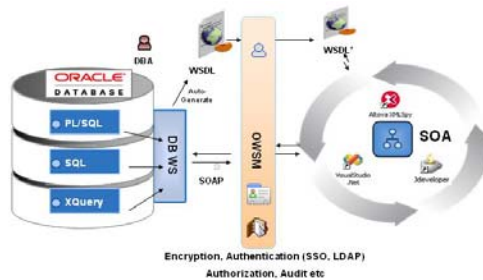 DBA
WSDL
WSDL'
ORACLE
DATABASE
Auto-
Generate
PL/SQL
SQL
XQuery
DB WS
SOAP
OWSM
Altova XMLSpy
SOA
VisualStudio
.Net
Jdeveloper
Encryption, Authentication (SSO, LDAP)
Authorization, Audit etc